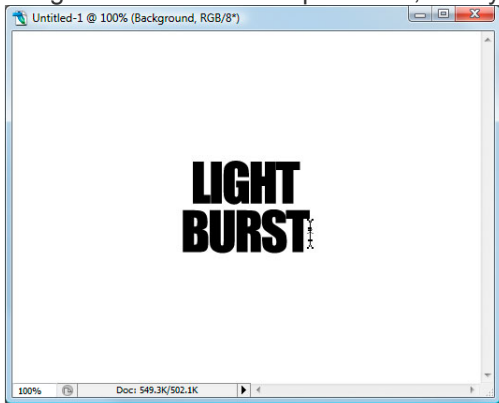 Untitled-1 @ 100% (Background, RGB/8*)
LIGHT
BURST
100%
Doc: 549.3K/502.1K